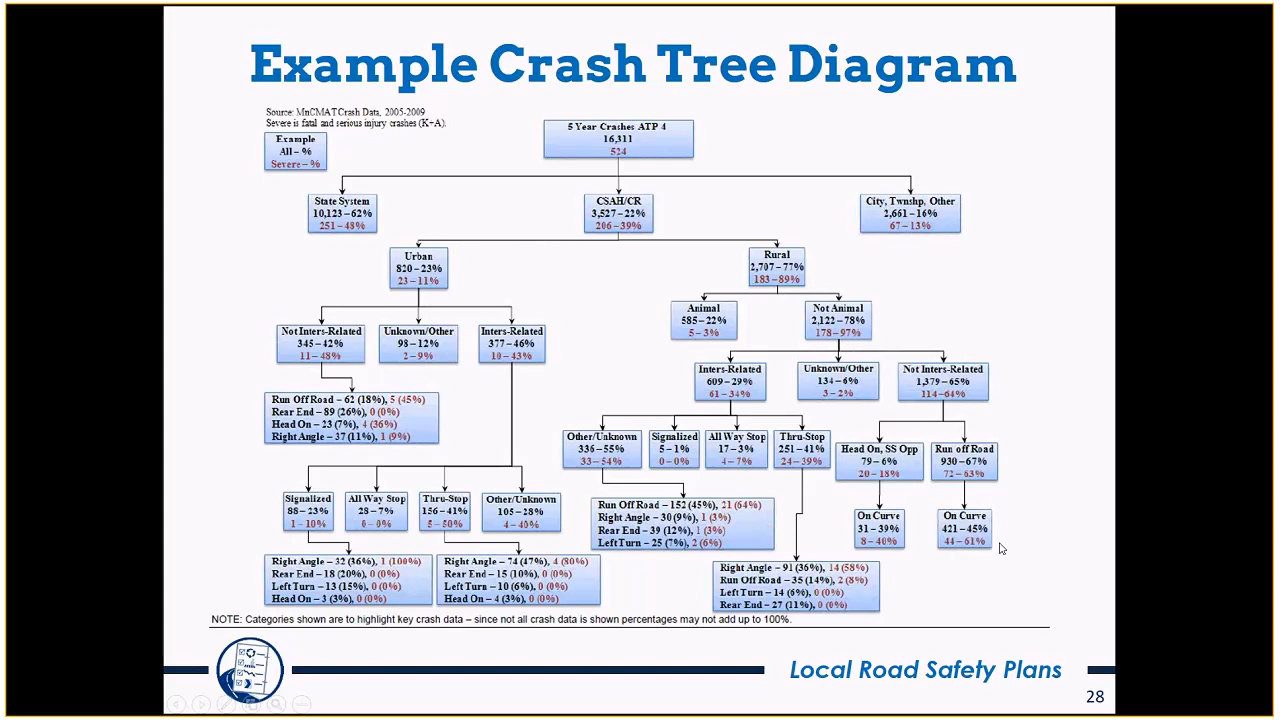 Example Crash Tree Diagram
Source: MnCMAT Crash Data, 2005-2009
Severe is fatal and serious injury crashes (K+A).
Example
All – %
Severe – %
5 Year Crashes ATP 4
16,311
524
State System
10,123 – 62%
251 – 48%
CSAH/CR
3,527 – 22%
206 – 39%
City, Twnshp, Other
2,661 – 16%
67 – 13%
Urban
820 – 23%
23 – 11%
Rural
2,707 – 77%
183 – 89%
Animal
585 – 22%
5 – 3%
Not Animal
2,122 – 78%
178 – 97%
Not Inters-Related
345 – 42%
11 – 48%
Unknown/Other
98 – 12%
2 – 9%
Inters-Related
377 – 46%
10 – 43%
Inters-Related
609 – 29%
61 – 34%
Unknown/Other
134 – 6%
3 – 2%
Not Inters-Related
1,379 – 65%
114 – 64%
Run Off Road – 62 (18%), 5 (45%)
Rear End – 89 (26%), 0 (0%)
Head On – 23 (7%), 4 (36%)
Right Angle – 37 (11%), 1 (9%)
Other/Unknown
336 – 55%
33 – 54%
Signalized
5 – 1%
0 – 0%
All Way Stop
17 – 3%
4 – 7%
Thru-Stop
251 – 41%
24 – 39%
Head On, SS Opp
79 – 6%
20 – 18%
Run off Road
930 – 67%
72 – 63%
Signalized
88 – 23%
1 – 10%
All Way Stop
28 – 7%
0 – 0%
Thru-Stop
156 – 41%
5 – 50%
Other/Unknown
105 – 28%
4 – 40%
Run Off Road – 152 (45%), 21 (64%)
Right Angle – 30 (9%), 1 (3%)
Rear End – 39 (12%), 1 (3%)
Left Turn – 25 (7%), 2 (6%)
On Curve
31 – 39%
8 – 40%
On Curve
421 – 45%
44 – 61%
Right Angle – 32 (36%), 1 (100%)
Rear End – 18 (20%), 0 (0%)
Left Turn – 13 (15%), 0 (0%)
Head On – 3 (3%), 0 (0%)
Right Angle – 74 (47%), 4 (80%)
Rear End – 15 (10%), 0 (0%)
Left Turn – 10 (6%), 0 (0%)
Head On – 4 (3%), 0 (0%)
Right Angle – 91 (36%), 14 (58%)
Run Off Road – 35 (14%), 2 (8%)
Left Turn – 14 (6%), 0 (0%)
Rear End – 27 (11%), 0 (0%)
NOTE: Categories shown are to highlight key crash data – since not all crash data is shown percentages may not add up to 100%.
Local Road Safety Plans
28